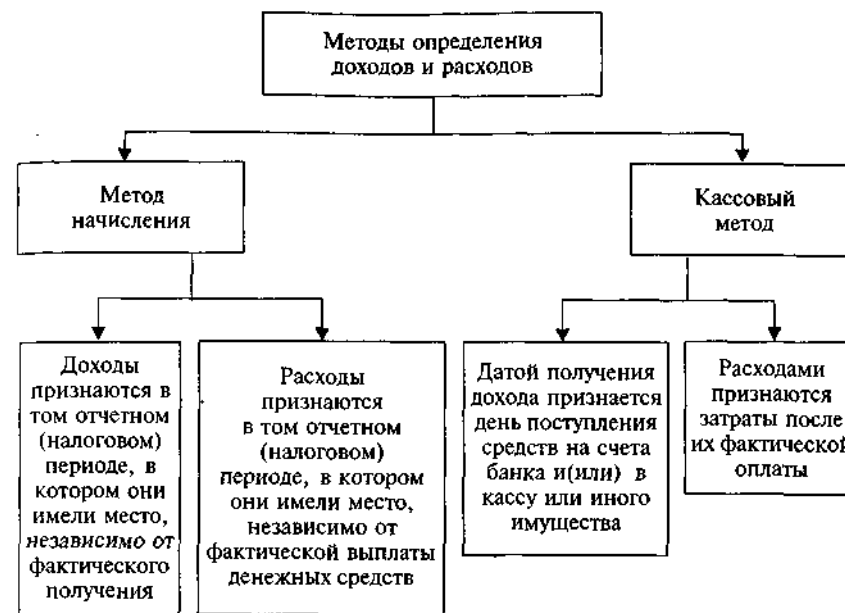 Методы определения
доходов и расходов
Метод
начисления
Кассовый
метод
Доходы
признаются в
том отчетном
(налоговом)
периоде, в
котором они
имели место,
независимо от
фактического
получения
Расходы
признаются
в том отчетном
(налоговом)
периоде, в котором
они имели место,
независимо от
фактической выплаты
денежных средств
Датой получения
дохода признается
день поступления
средств на счета
банка и(или) в
кассу или иного
имущества
Расходами
признаются
затраты после
их фактической
оплаты